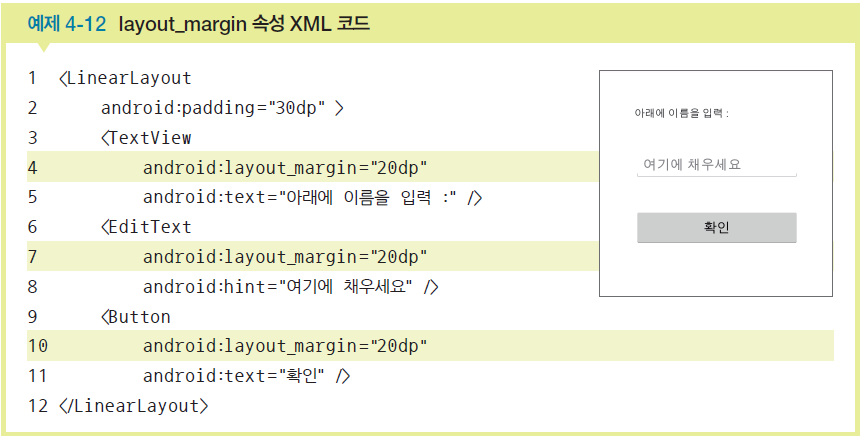 예제 4-12 layout_margin 속성 XML 코드
1 <LinearLayout
2 android:padding="30dp" >
3 <TextView
4 android:layout_margin="20dp"
5 android:text="아래에 이름을 입력 :" />
6 <EditText
7 android:layout_margin="20dp"
8 android:hint="여기에 채우세요" />
9 <Button
10 android:layout_margin="20dp"
11 android:text="확인" />
12 </LinearLayout>
아래에 이름을 입력 :
여기에 채우세요
확인